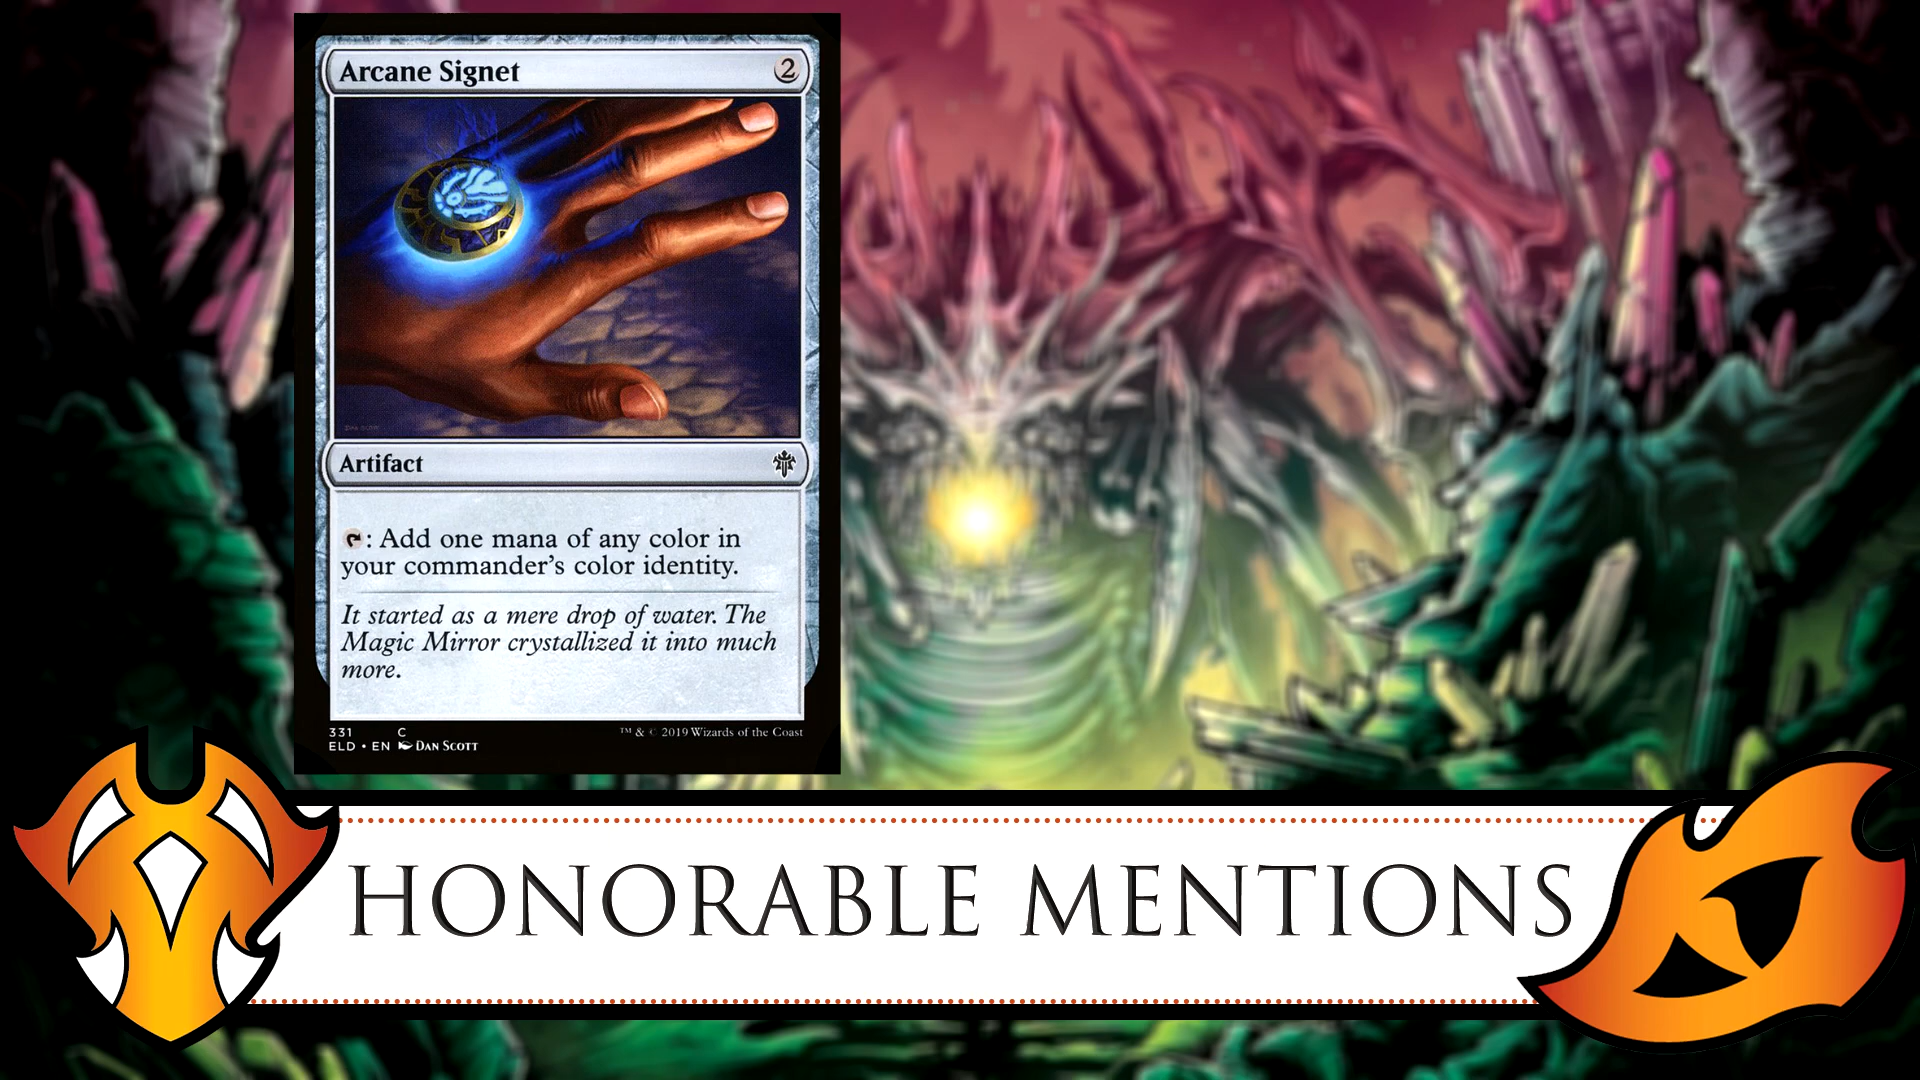 Arcane Signet 2
Artifact
: Add one mana of any color in
your commander's color identity.
It started as a mere drop of water. The
Magic Mirror crystallized it into much
more.
331 C
ELD • EN DAN SCOTT
™ & © 2019 Wizards of the Coast
HONORABLE MENTIONS